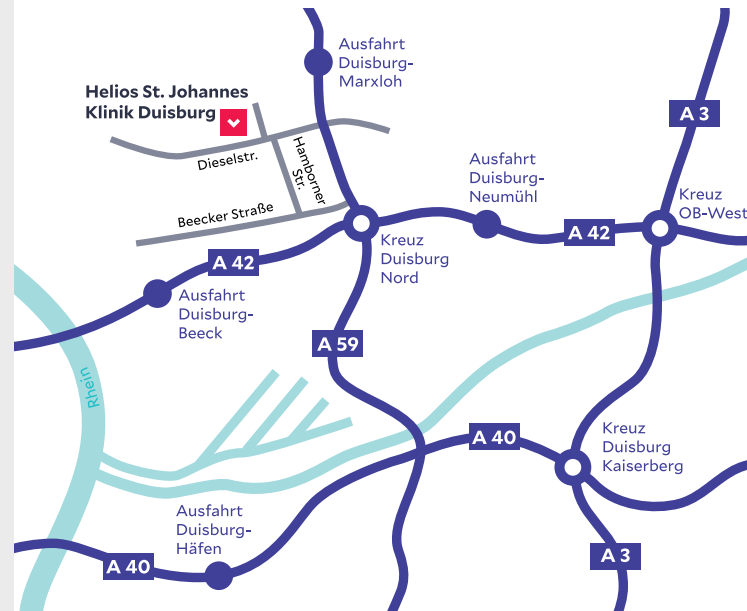 Ausfahrt
Duisburg-
Marxloh
Helios St. Johannes
Klinik Duisburg
A 3
Dieselstr.
Hamborner
Str.
Ausfahrt
Duisburg-
Neumühl
Beecker Straße
Kreuz
OB-West
A 42
Kreuz
Duisburg
Nord
A 42
Ausfahrt
Duisburg-
Beeck
A 59
Rhein
A 40
Kreuz
Duisburg
Kaiserberg
Ausfahrt
Duisburg-
Häfen
A 40
A 3